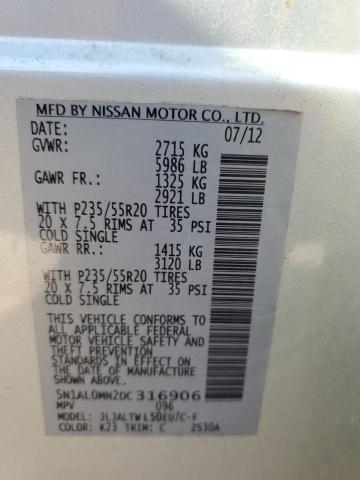 MFD BY NISSAN MOTOR CO., LTD.
DATE: 07/12
GVWR: 2715 KG
5986 LB
GAWR FR.: 1325 KG
2921 LB
WITH P235/55R20 TIRES
20 X 7.5 RIMS AT 35 PSI
COLD SINGLE
GAWR RR.: 1415 KG
3120 LB
WITH P235/55R20 TIRES
20 X 7.5 RIMS AT 35 PSI
COLD SINGLE
THIS VEHICLE CONFORMS TO
ALL APPLICABLE FEDERAL
MOTOR VEHICLE SAFETY AND
STANDARDS IN EFFECT ON
THE DATE OF MANUFACTURE
SHOWN ABOVE.
5N1AL0MN2DC316906
MPV 096
MODEL: JL3ALTWL50EU7C-F
COLOR: K23 TRIM: C 2S30A